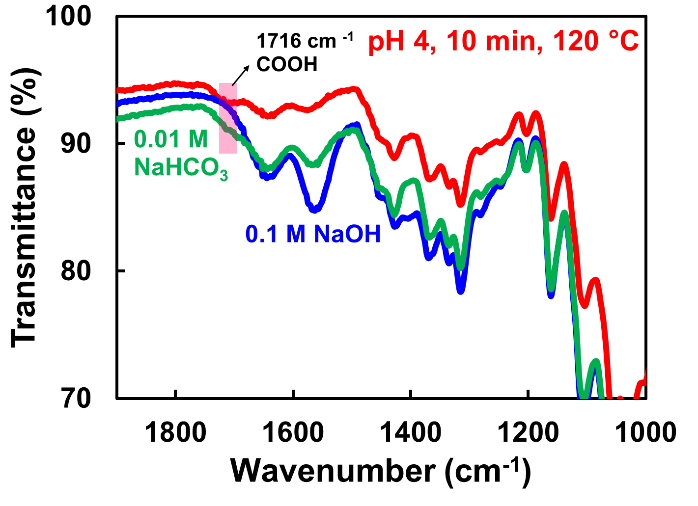 100
1716 cm -1
COOH
pH 4, 10 min, 120 °C
90
0.01 M
NaHCO3
0.1 M NaOH
80
70
Transmittance (%)
1800 1600 1400 1200 1000
Wavenumber (cm-1)